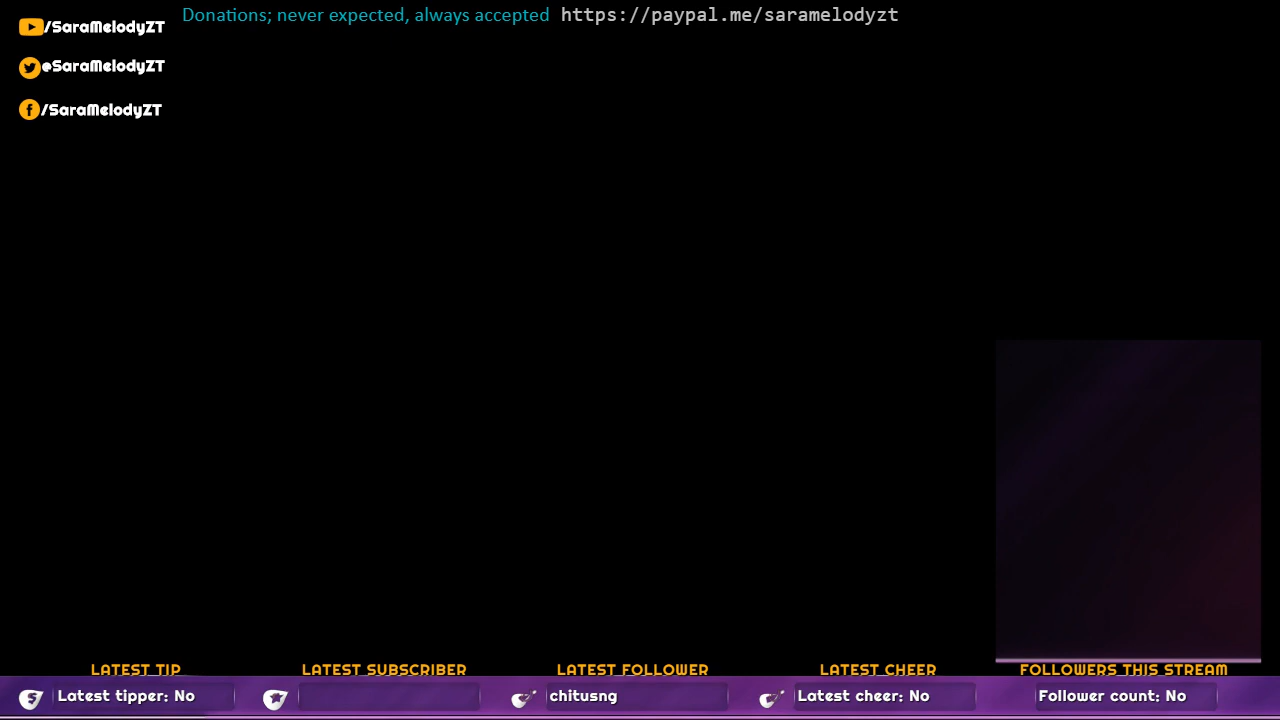 Donations; never expected, always accepted https://paypal.me/saramelodyzt
/SaraMelodyZT
@SaraMelodyZT
/SaraMelodyZT
LATEST TIP LATEST SUBSCRIBER LATEST FOLLOWER LATEST CHEER FOLLOWERS THIS STREAM
Latest tipper: No chitusng Latest cheer: No Follower count: No